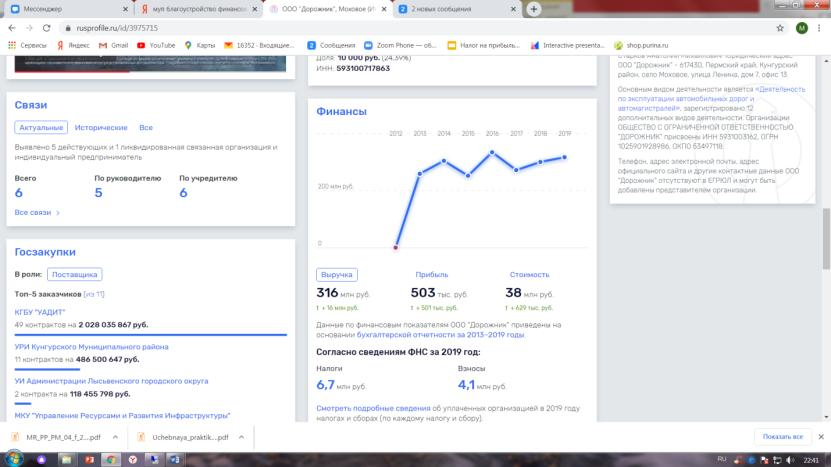 Мессенджер
муп благоустройство финансов
ООО "Дорожник", Моховое (И
2 новых сообщения
rusprofile.ru/id/3975715
Сервисы
Яндекс
Gmail
YouTube
Карты
16352 - Входящие...
Сообщения
Zoom Phone — об...
Налог на прибыль...
Interactive presenta...
shop.purina.ru
Связи
Актуальные Исторические Все
Выявлено 5 действующих и 1 ликвидированная связанная организация и
индивидуальный предприниматель
Всего По руководителю По учредителю
6 5 6
Все связи >
Госзакупки
В роли: Поставщика
Топ-5 заказчиков (из 11)
КГБУ "УАДИТ"
49 контрактов на 2 028 035 867 руб.
УРИ Кунгурского Муниципального района
11 контрактов на 486 500 647 руб.
УИ Администрации Лысьвенского городского округа
2 контракта на 118 455 798 руб.
МКУ "Управление Ресурсами и Развития Инфраструктуры"
Доля: 10 000 руб. (24.39%)
ИНН: 593100717863
Финансы
2012 2013 2014 2015 2016 2017 2018 2019
200 млн руб.
0
Выручка Прибыль Стоимость
316 млн руб. 503 тыс. руб. 38 млн руб.
↑ + 16 млн руб. ↑ + 501 тыс. руб. ↑ + 629 тыс. руб.
Данные по финансовым показателям ООО "Дорожник" приведены на
основании бухгалтерской отчетности за 2013–2019 годы.
Согласно сведениям ФНС за 2019 год:
Налоги Взносы
6,7 млн руб. 4,1 млн руб.
Смотреть подробные сведения об уплаченных организацией в 2019 году
налогах и сборах (по каждому налогу и сбору).
ООО "Дорожник" - 617430, Пермский край, Кунгурский
район, село Моховое, улица Ленина, дом 7, офис 13
Основным видом деятельности является «Деятельность
по эксплуатации автомобильных дорог и
автомагистралей», зарегистрировано 12
дополнительных видов деятельности. Организации
ОБЩЕСТВО С ОГРАНИЧЕННОЙ ОТВЕТСТВЕННОСТЬЮ
"ДОРОЖНИК" присвоены ИНН 5931003162, ОГРН
1025901928986, ОКПО 53497118.
Телефон, адрес электронной почты, адрес
официального сайта и другие контактные данные ООО
"Дорожник" отсутствуют в ЕГРЮЛ и могут быть
добавлены представителем организации.
MR_PP_PM_04_f_2....pdf
Uchebnaya_praktik....pdf
Показать все
RU
22:41